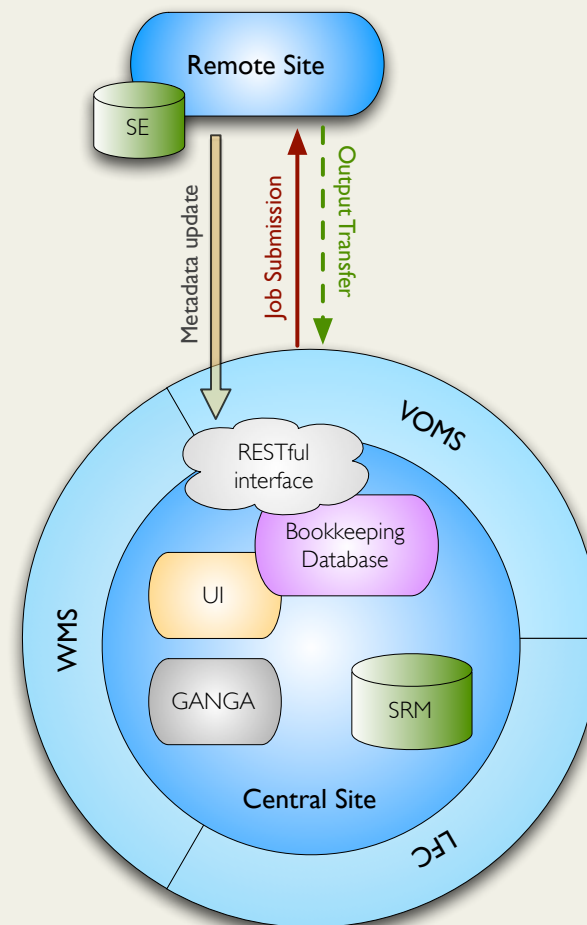 Remote Site
SE
Metadata update
Job Submission
Output Transfer
VOMS
RESTful
interface
Bookkeeping
Database
UI
WMS
GANGA
SRM
Central Site
LFC